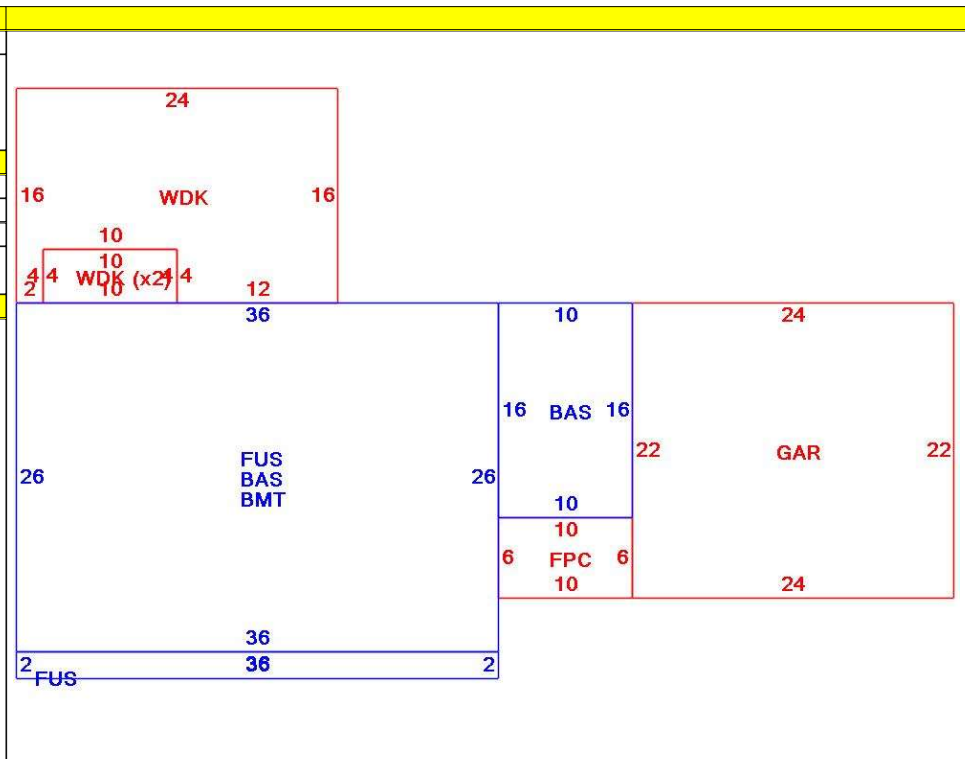 24
16 WDK 16
10
10
4 4 WDK (x2) 4 4
2 10 12
36 10 24
16 BAS 16
22 GAR 22
FUS
26 BAS 26
BMT
10
10
6 FPC 6
10 24
36
2 36 2
FUS